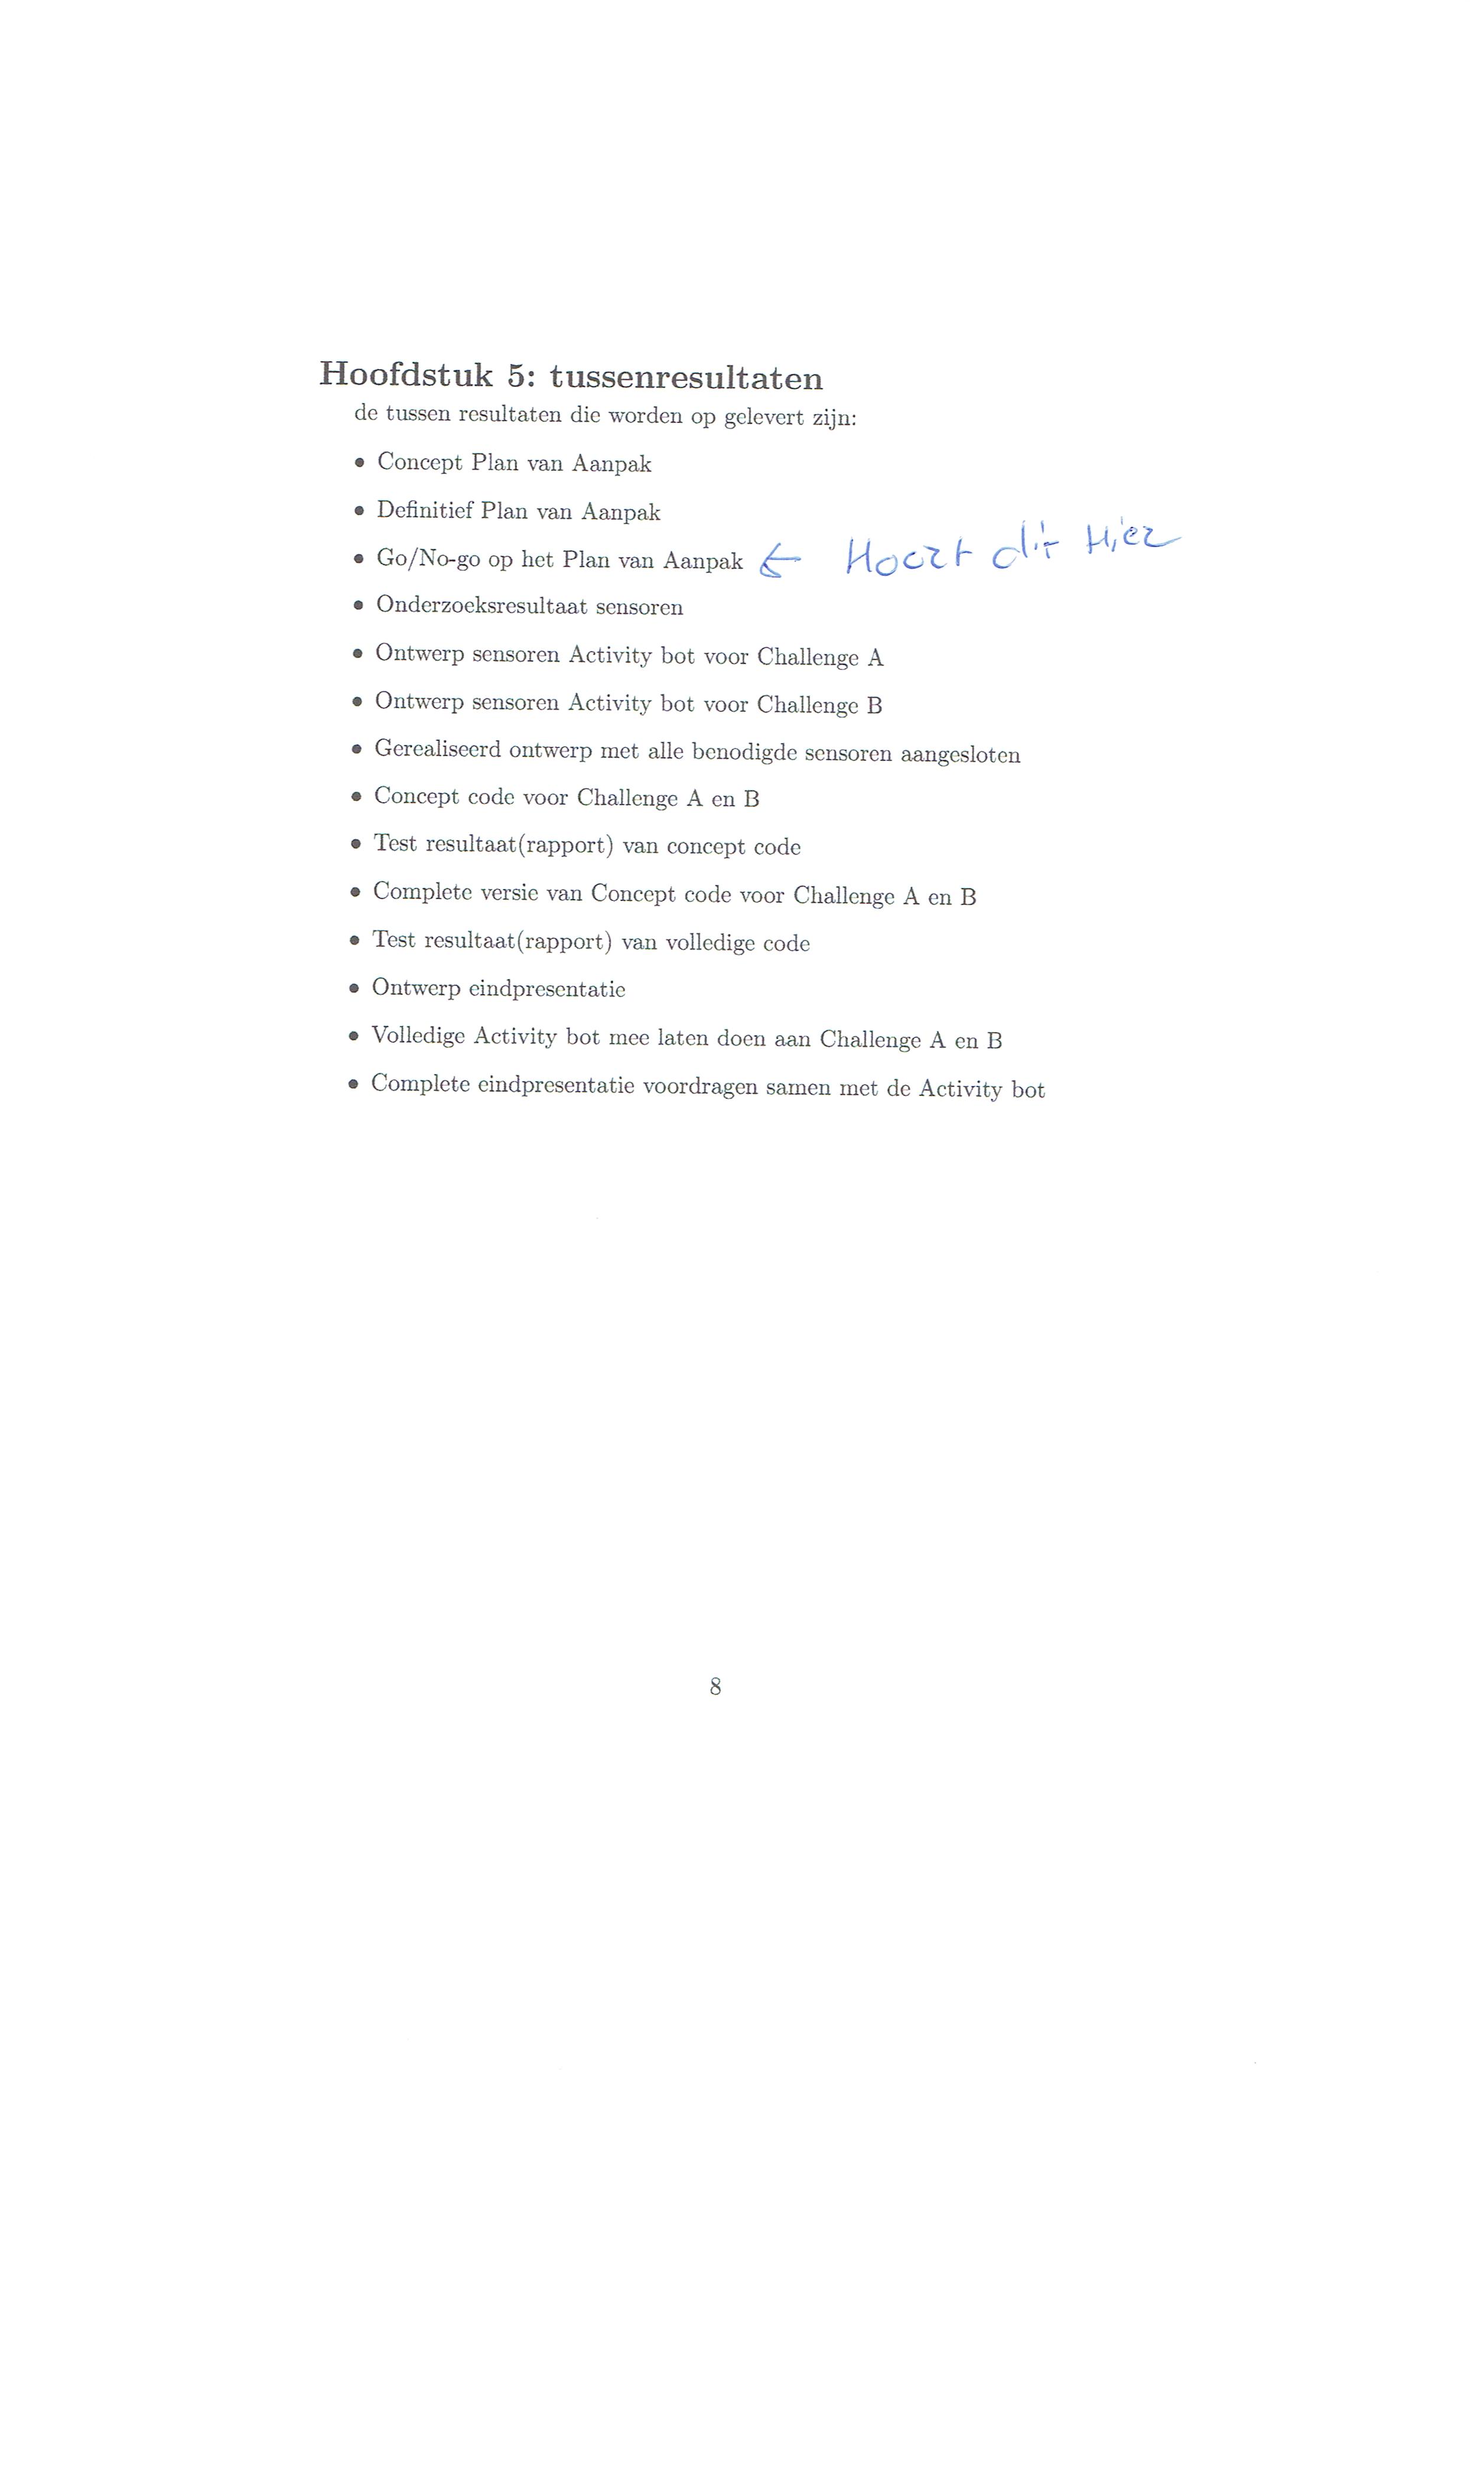 Hoofdstuk 5: tussenresultaten
de tussen resultaten die worden op gelevert zijn:
• Concept Plan van Aanpak
• Definitief Plan van Aanpak
• Go/No-go op het Plan van Aanpak ← Hoort dit Hier
• Onderzoeksresultaat sensoren
• Ontwerp sensoren Activity bot voor Challenge A
• Ontwerp sensoren Activity bot voor Challenge B
• Gerealiseerd ontwerp met alle benodigde sensoren aangesloten
• Concept code voor Challenge A en B
• Test resultaat(rapport) van concept code
• Complete versie van Concept code voor Challenge A en B
• Test resultaat(rapport) van volledige code
• Ontwerp eindpresentatie
• Volledige Activity bot mee laten doen aan Challenge A en B
• Complete eindpresentatie voordragen samen met de Activity bot
8